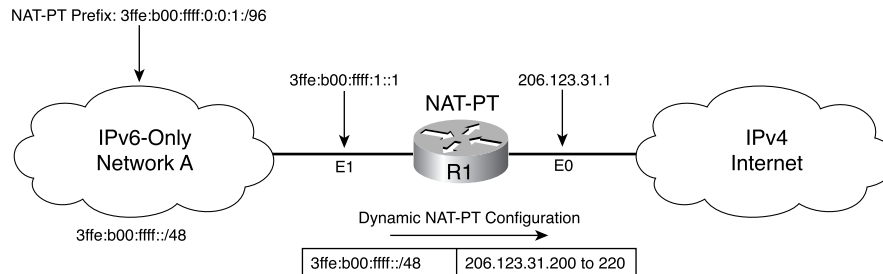 NAT-PT Prefix: 3ffe:b00:ffff:0:0:1:/96
3ffe:b00:ffff:1::1
206.123.31.1
NAT-PT
IPv6-Only
Network A
IPv4
Internet
E1
R1
E0
3ffe:b00:ffff::/48
Dynamic NAT-PT Configuration
3ffe:b00:ffff::/48
206.123.31.200 to 220